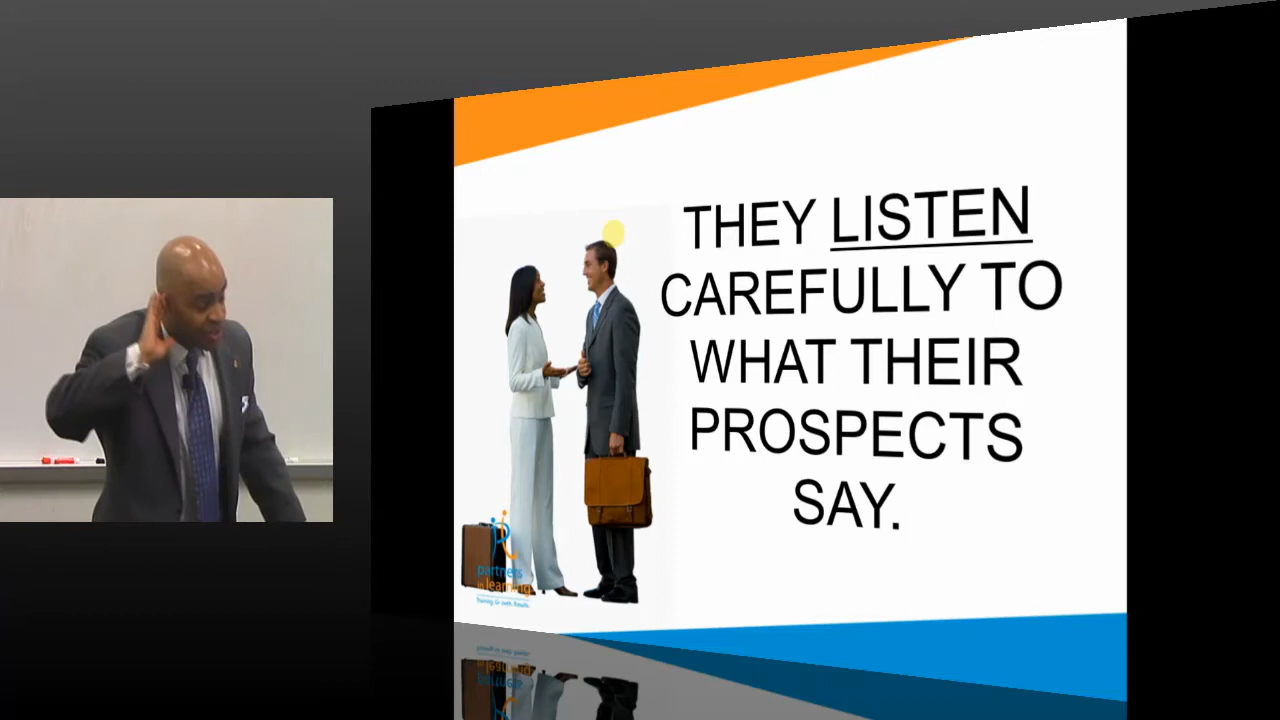 THEY LISTEN
CAREFULLY TO
WHAT THEIR
PROSPECTS
SAY.
partners
in learning